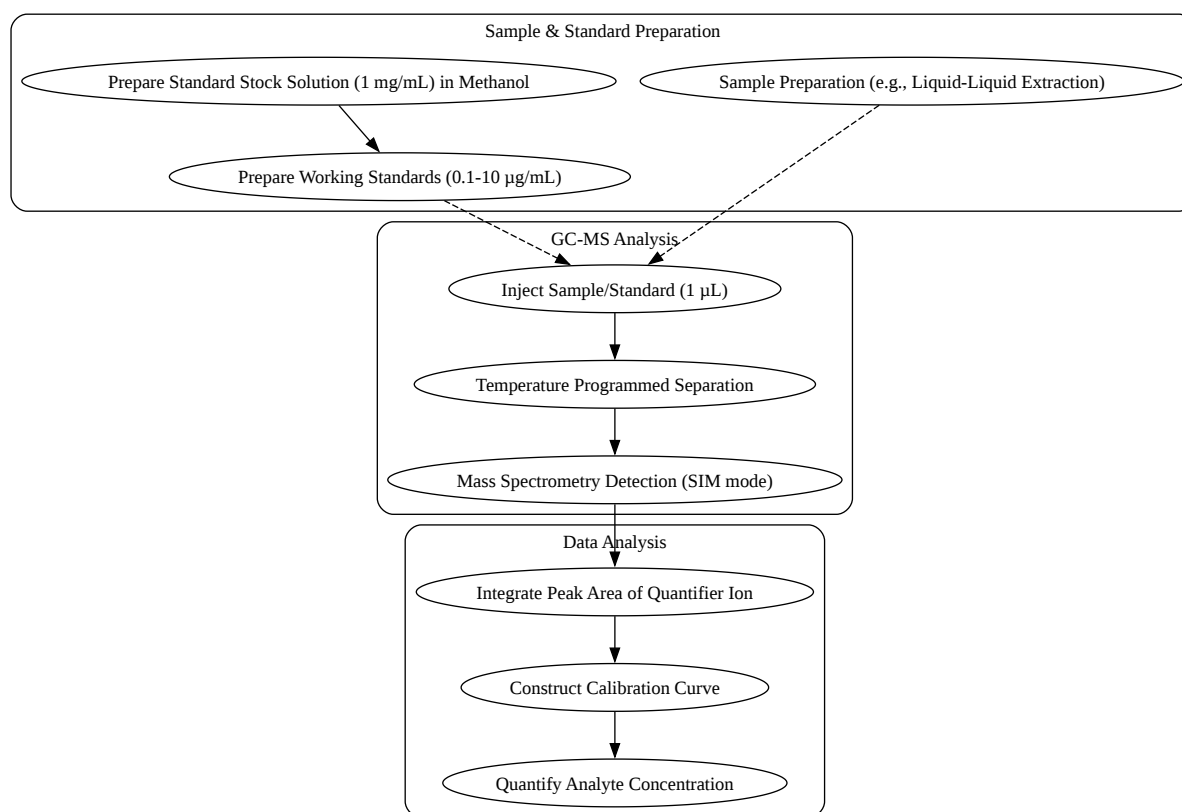 Sample & Standard Preparation
Prepare Standard Stock Solution (1 mg/mL) in Methanol
Sample Preparation (e.g., Liquid-Liquid Extraction)
Prepare Working Standards (0.1-10 µg/mL)
GC-MS Analysis
Inject Sample/Standard (1 µL)
Temperature Programmed Separation
Mass Spectrometry Detection (SIM mode)
Data Analysis
Integrate Peak Area of Quantifier Ion
Construct Calibration Curve
Quantify Analyte Concentration